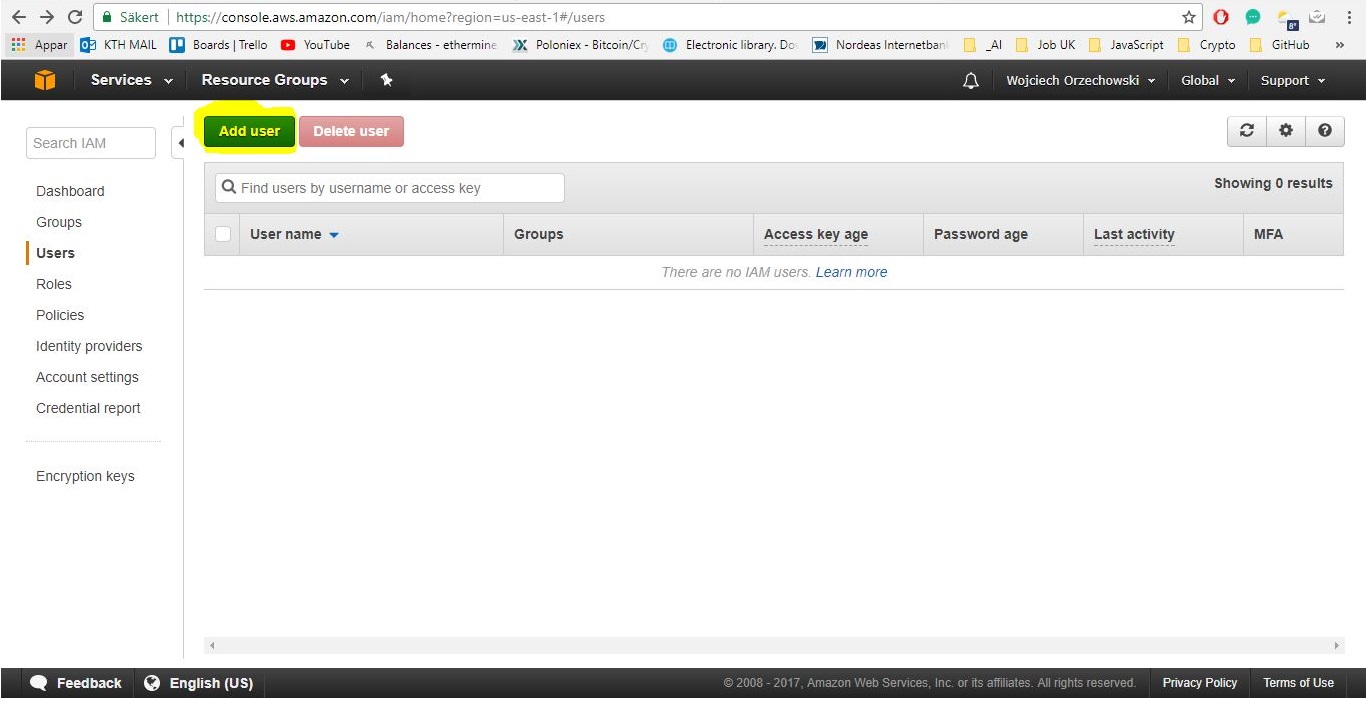 Säkert https://console.aws.amazon.com/iam/home?region=us-east-1#/users
8°
Appar KTH MAIL Boards | Trello YouTube Balances - ethermine Poloniex - Bitcoin/Cry Electronic library. Do Nordeas Internetban _AI Job UK JavaScript Crypto GitHub »
Services Resource Groups Wojciech Orzechowski Global Support
Add user Delete user
Search IAM
Find users by username or access key Showing 0 results
Dashboard
Groups
Users
Roles
Policies
Identity providers
Account settings
Credential report
Encryption keys
User name Groups Access key age Password age Last activity MFA
There are no IAM users. Learn more
Feedback English (US) © 2008 - 2017, Amazon Web Services, Inc. or its affiliates. All rights reserved. Privacy Policy Terms of Use